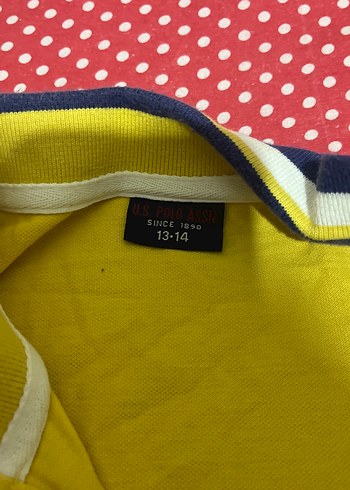 U.S. POLO ASSN.
SINCE 1890
13-14